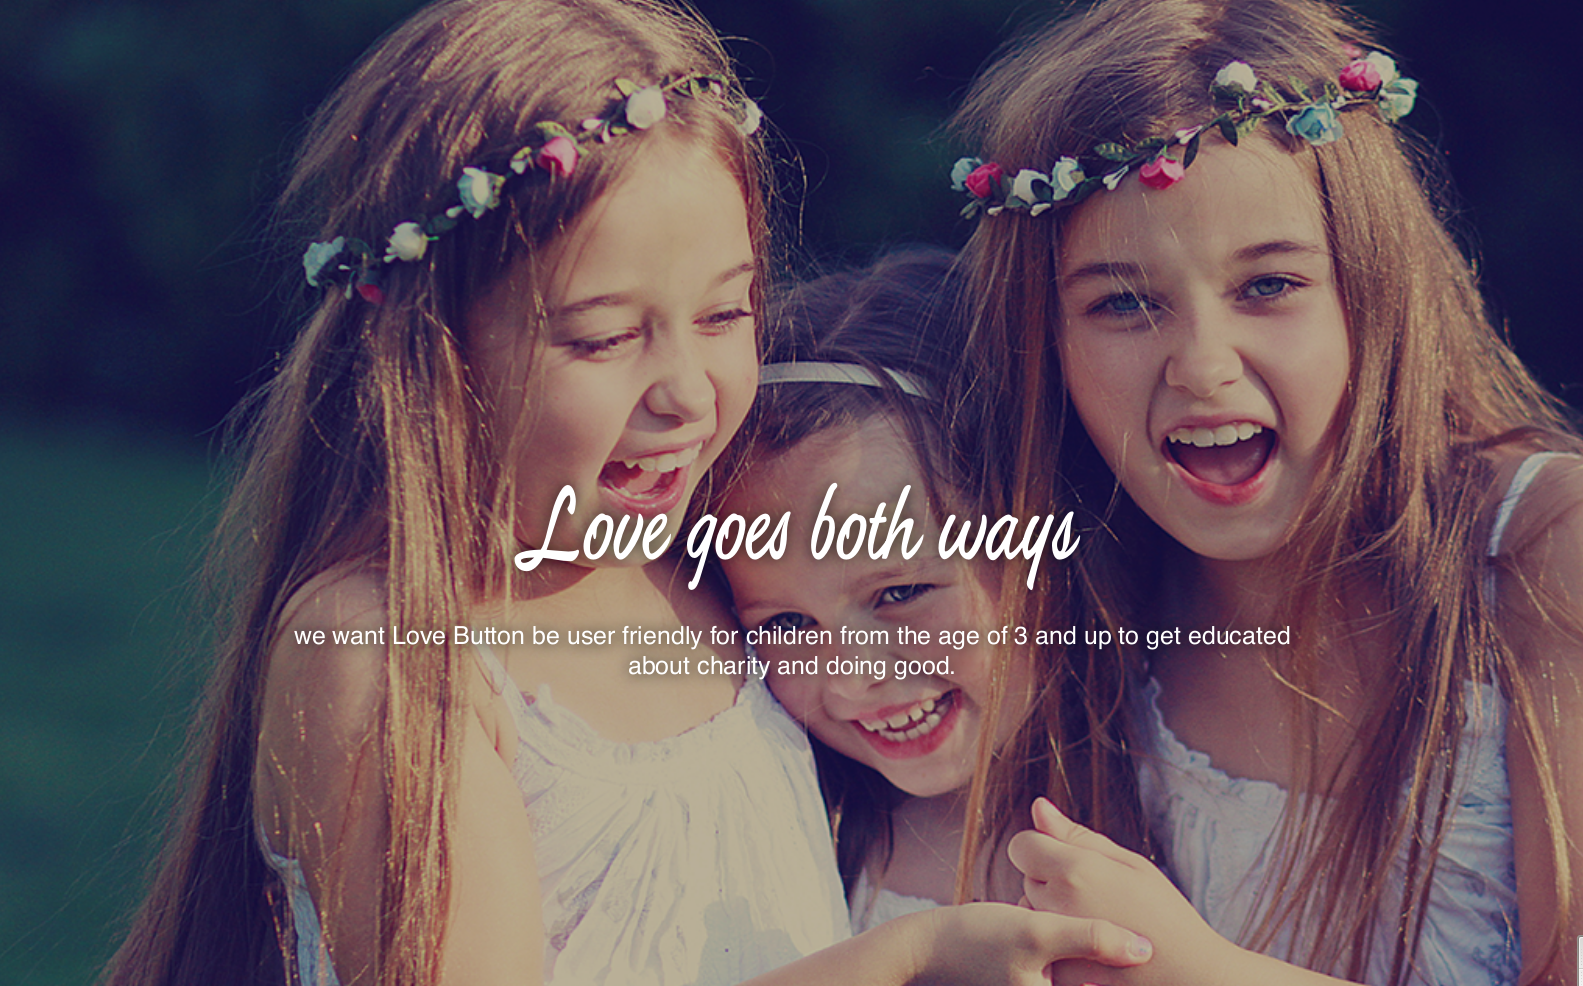 Love goes both ways
we want Love Button be user friendly for children from the age of 3 and up to get educated
about charity and doing good.